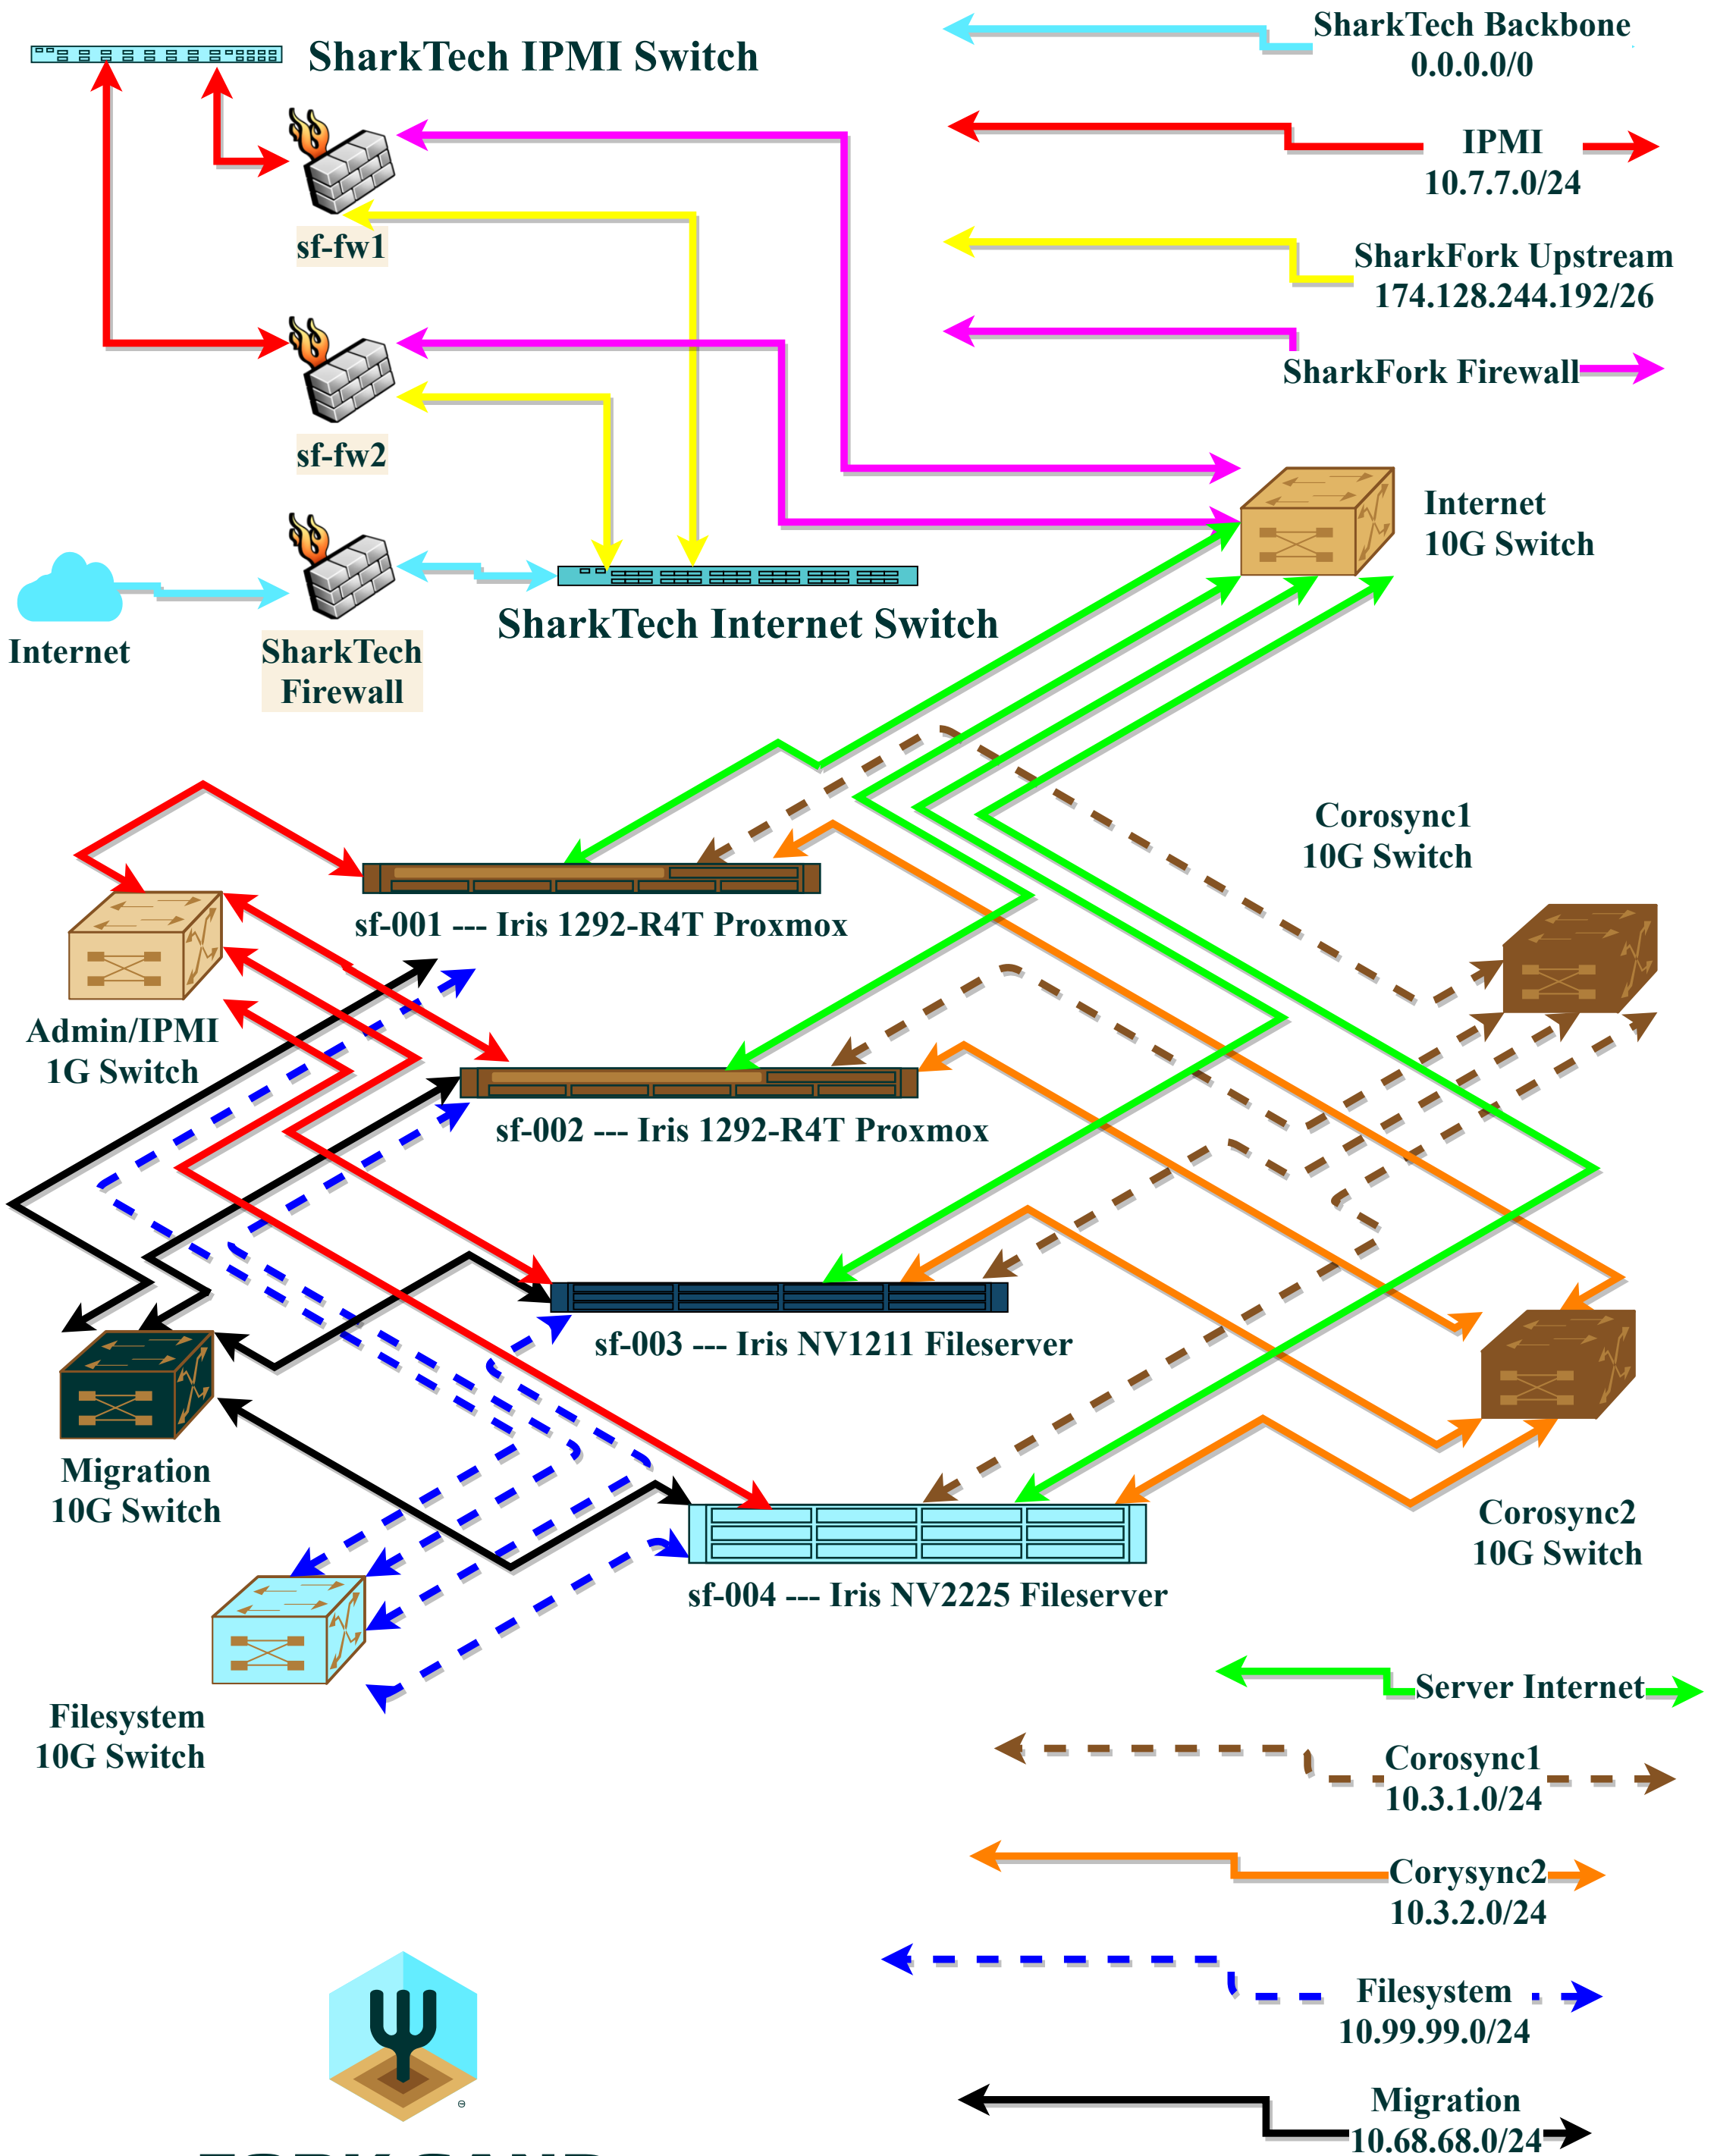 SharkTech IPMI Switch
SharkTech Backbone
0.0.0.0/0
IPMI
10.7.7.0/24
sf-fw1
SharkFork Upstream
174.128.244.192/26
SharkFork Firewall
sf-fw2
Internet
10G Switch
SharkTech Internet Switch
Internet
SharkTech
Firewall
Corosync1
10G Switch
sf-001 --- Iris 1292-R4T Proxmox
Admin/IPMI
1G Switch
sf-002 --- Iris 1292-R4T Proxmox
sf-003 --- Iris NV1211 Fileserver
Migration
10G Switch
Corosync2
10G Switch
sf-004 --- Iris NV2225 Fileserver
Filesystem
10G Switch
Server Internet
Corosync1
10.3.1.0/24
Corysync2
10.3.2.0/24
Filesystem
10.99.99.0/24
Migration
10.68.68.0/24